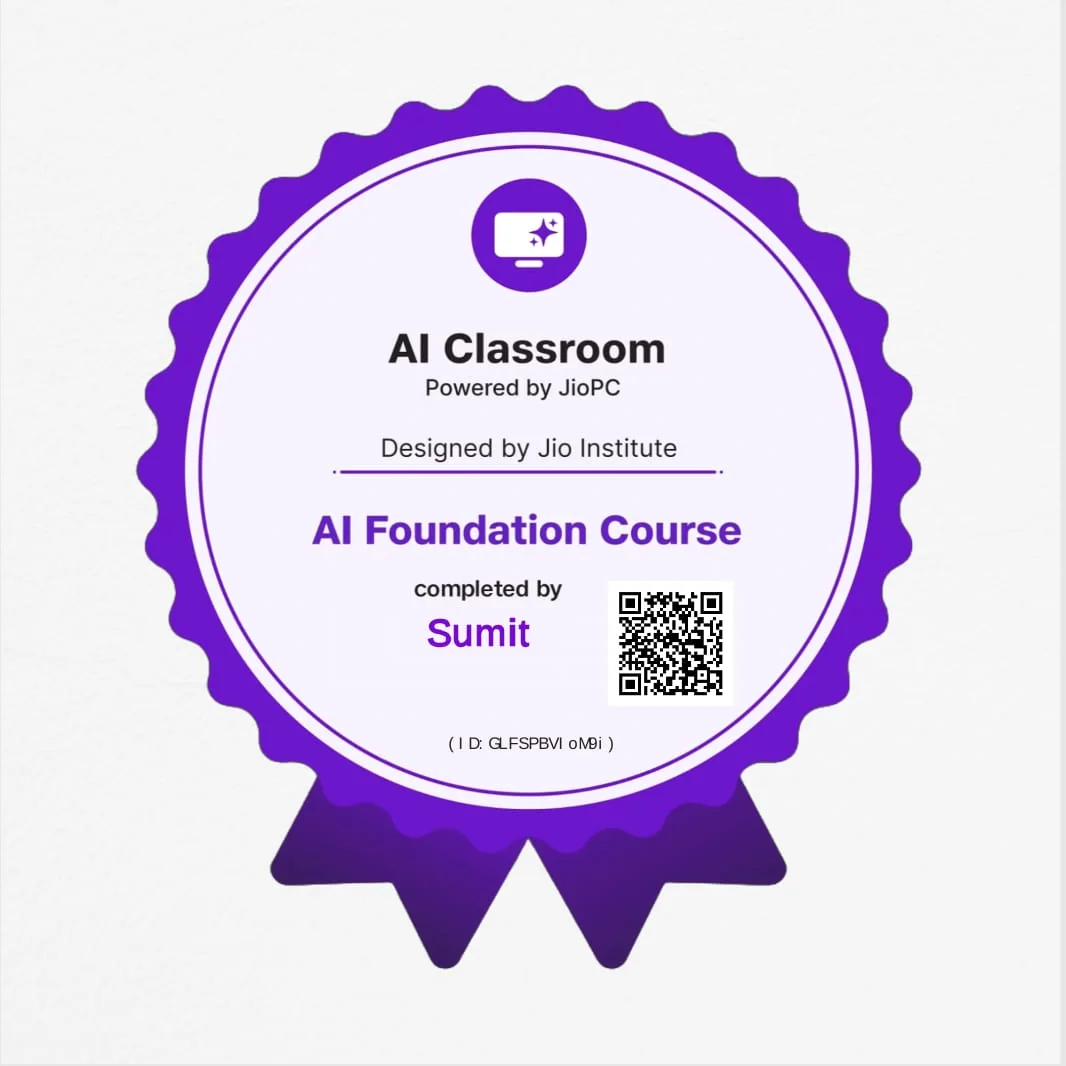 AI Classroom
Powered by JioPC
Designed by Jio Institute
AI Foundation Course
completed by
Sumit
( ID: GLFSPBVIoM9i )